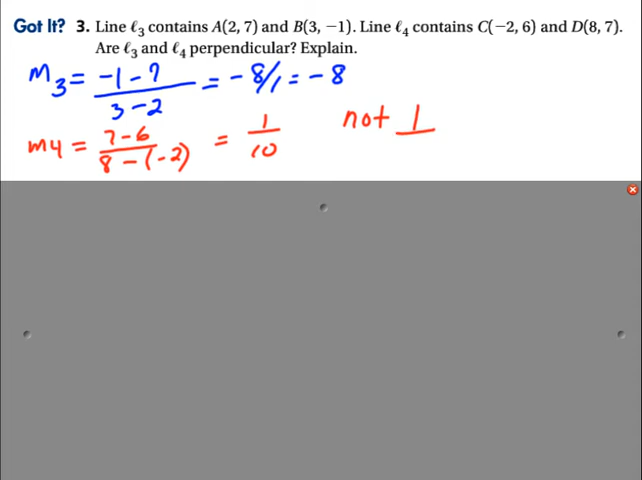 Got It? 3. Line ℓ₃ contains A(2, 7) and B(3, −1). Line ℓ₄ contains C(−2, 6) and D(8, 7).
Are ℓ₃ and ℓ₄ perpendicular? Explain.
m₃ = (-1-7)/(3-2) = -8/1 = -8
m4 = (7-6)/(8-(-2)) = 1/10 not ⊥